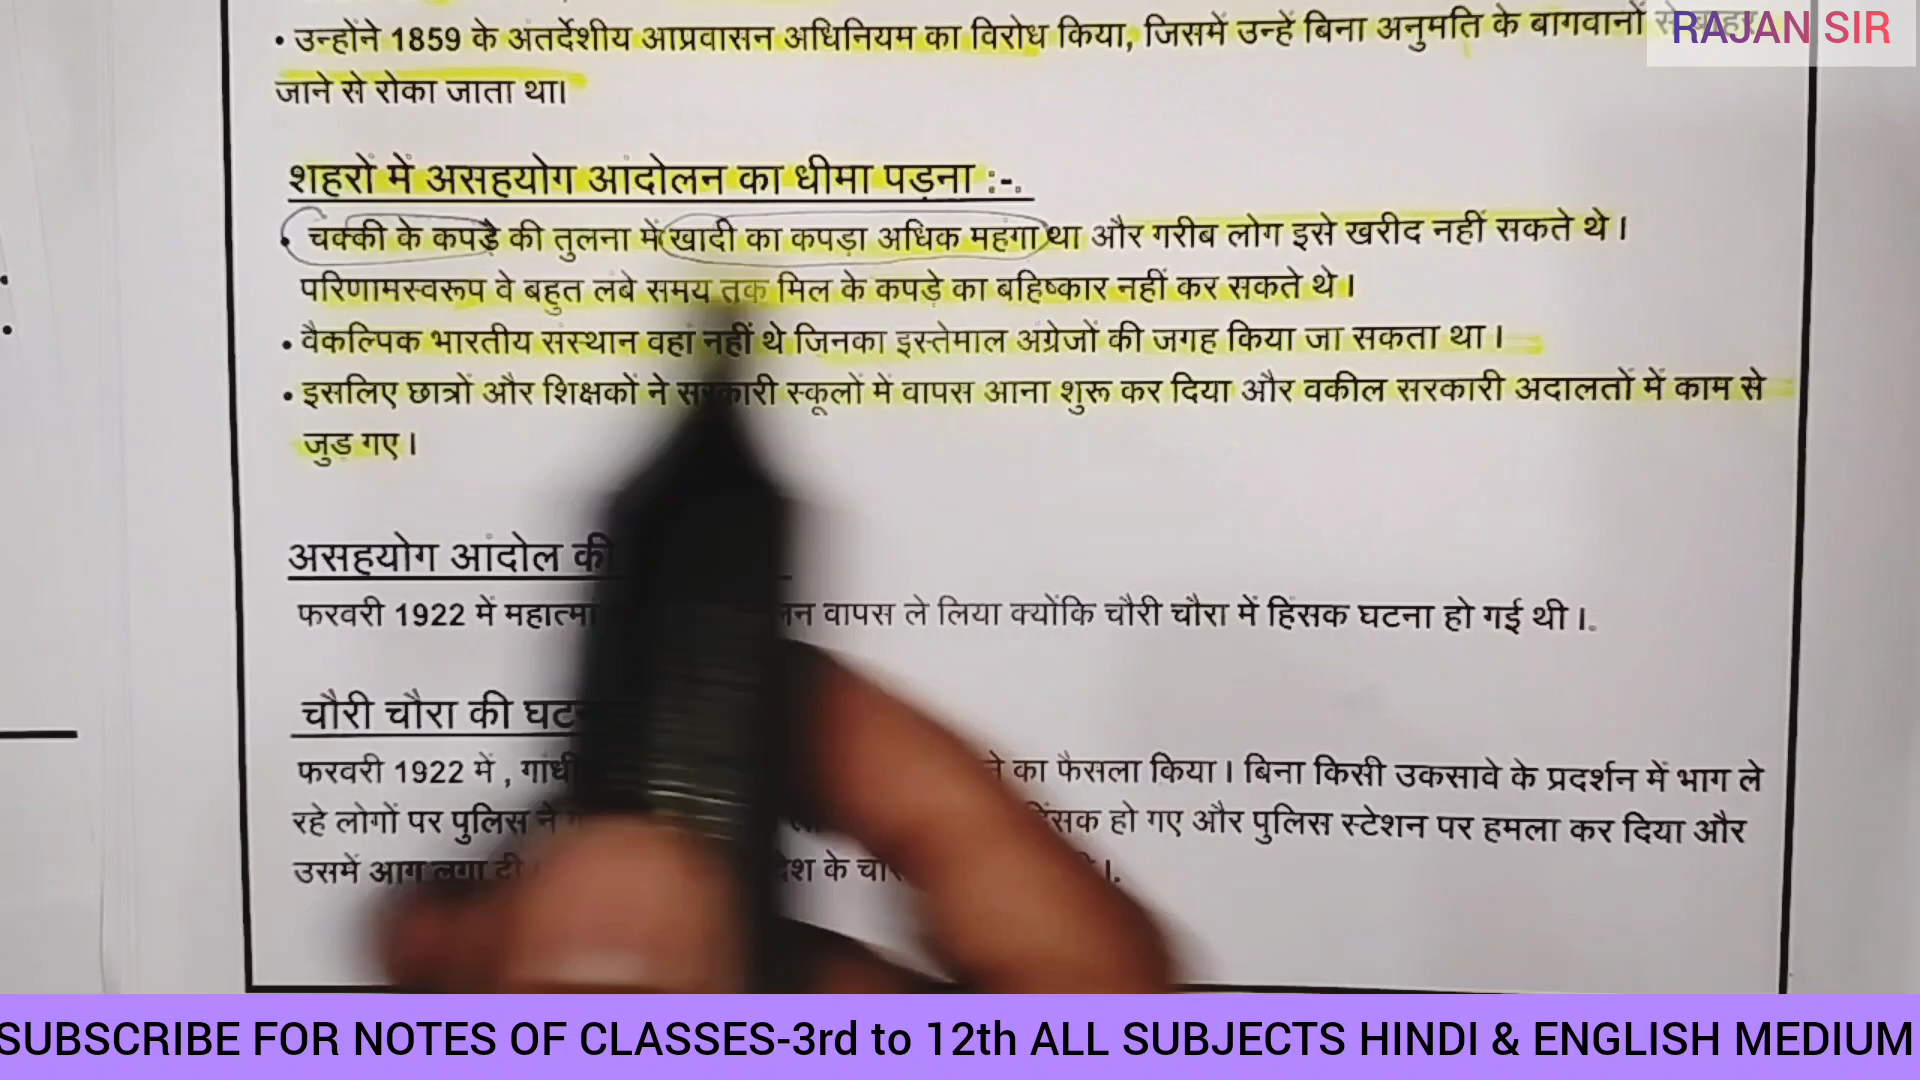 • उन्होंने 1859 के अंतर्देशीय आप्रवासन अधिनियम का विरोध किया, जिसमें उन्हें बिना अनुमति के बागवानों से बाहर
RAJAN SIR
जाने से रोका जाता था।
शहरों में असहयोग आंदोलन का धीमा पड़ना :-.
• चक्की के कपड़े की तुलना में खादी का कपड़ा अधिक महंगा था और गरीब लोग इसे खरीद नहीं सकते थे ।
परिणामस्वरूप वे बहुत लंबे समय तक मिल के कपड़े का बहिष्कार नहीं कर सकते थे ।
• वैकल्पिक भारतीय संस्थान वहां नहीं थे जिनका इस्तेमाल अंग्रेजों की जगह किया जा सकता था ।
• इसलिए छात्रों और शिक्षकों ने सरकारी स्कूलों में वापस आना शुरू कर दिया और वकील सरकारी अदालतों में काम से
जुड़ गए ।
असहयोग आंदोल की
फरवरी 1922 में वापस ले लिया क्योंकि चौरी चौरा में हिंसक घटना हो गई थी ।.
चौरी चौरा की
फरवरी 1922 में , का फैसला किया । बिना किसी उकसावे के प्रदर्शन में भाग ले
रहे लोगों पर पुलिस ने हो गए और पुलिस स्टेशन पर हमला कर दिया और
उसमें आग लगा दी के
SUBSCRIBE FOR NOTES OF CLASSES-3rd to 12th ALL SUBJECTS HINDI & ENGLISH MEDIUM